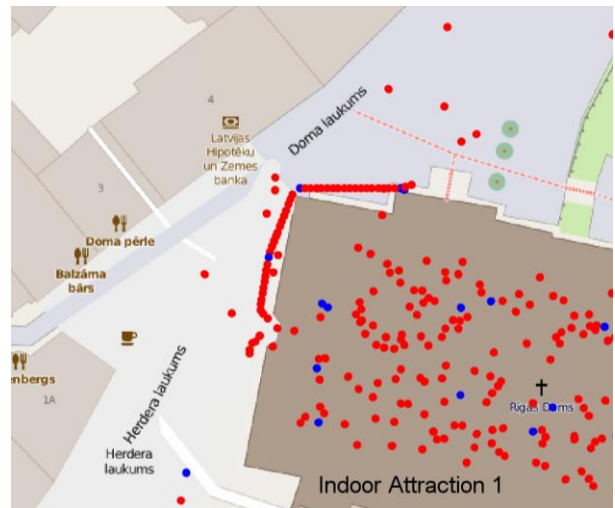 4
Latvijas
Hipotēku
un Zemes
banka
Doma laukums
3
Doma pērle
Balzāma
bārs
enbergs
1A
Herdera laukums
Herdera
laukums
Rīgas Doms
Indoor Attraction 1